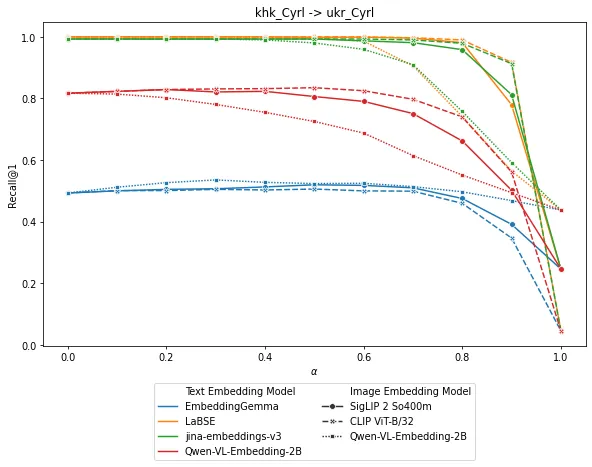 khk_Cyrl -> ukr_Cyrl
Recall@1
1.0
0.8
0.6
0.4
0.2
0.0
0.0 0.2 0.4 0.6 0.8 1.0
α
Text Embedding Model Image Embedding Model
EmbeddingGemma SigLIP 2 So400m
LaBSE CLIP ViT-B/32
jina-embeddings-v3 Qwen-VL-Embedding-2B
Qwen-VL-Embedding-2B